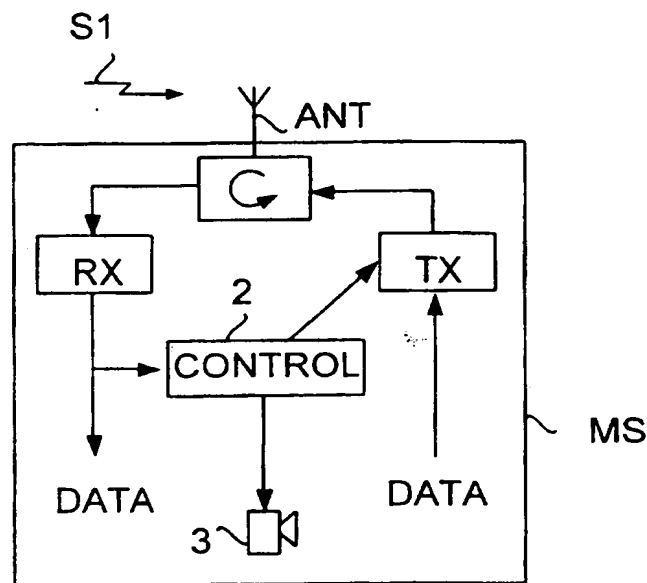 S1
ANT
RX
TX
2
CONTROL
MS
DATA
DATA
3